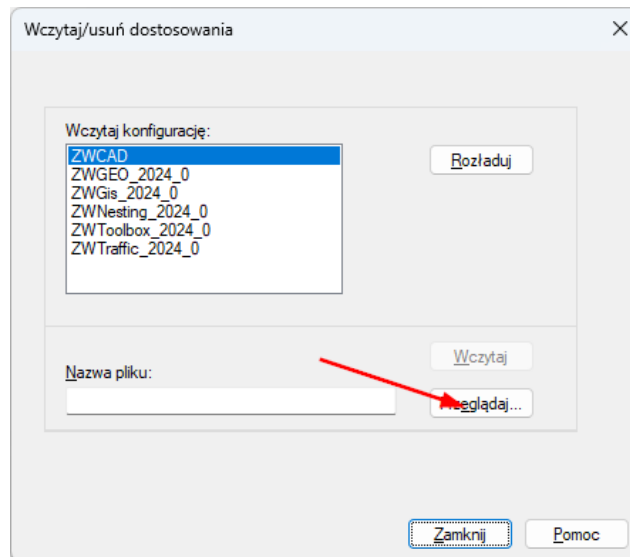 Wczytaj/usuń dostosowania
Wczytaj konfigurację:
ZWCAD
ZWGEO_2024_0
ZWGis_2024_0
ZWNesting_2024_0
ZWToolbox_2024_0
ZWTraffic_2024_0
Rozładuj
Wczytaj
Nazwa pliku:
Przeglądaj...
Zamknij
Pomoc